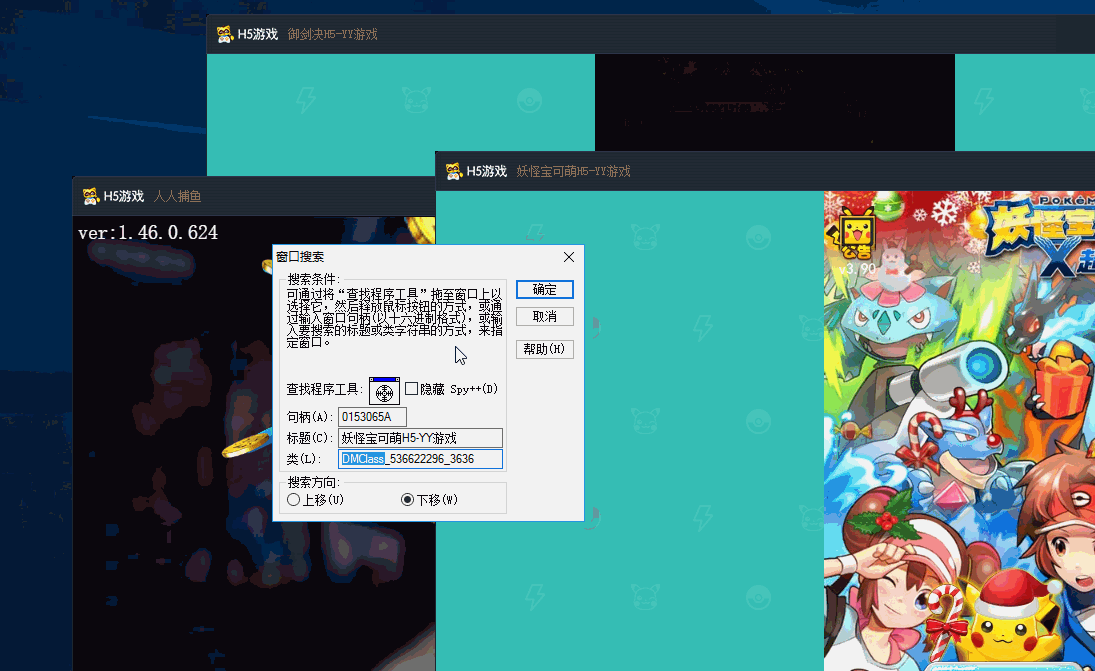 H5游戏 御剑决H5-YY游戏
H5游戏 妖怪宝可萌H5-YY游戏
H5游戏 人人捕鱼
ver:1.46.0.624
POKÉM
妖怪宝
X超
公告
v3.90
窗口搜索
搜索条件:
可通过将“查找程序工具”拖至窗口上以
选择它，然后释放鼠标按钮的方式，或通
过输入窗口句柄(以十六进制格式)，或输
入要搜索的标题或类字符串的方式，来指
定窗口。
确定
取消
帮助(H)
查找程序工具: 隐藏 Spy++(D)
句柄(A): 0153065A
标题(C): 妖怪宝可萌H5-YY游戏
类(L): DMClass_536622296_3636
搜索方向:
上移(U) 下移(W)